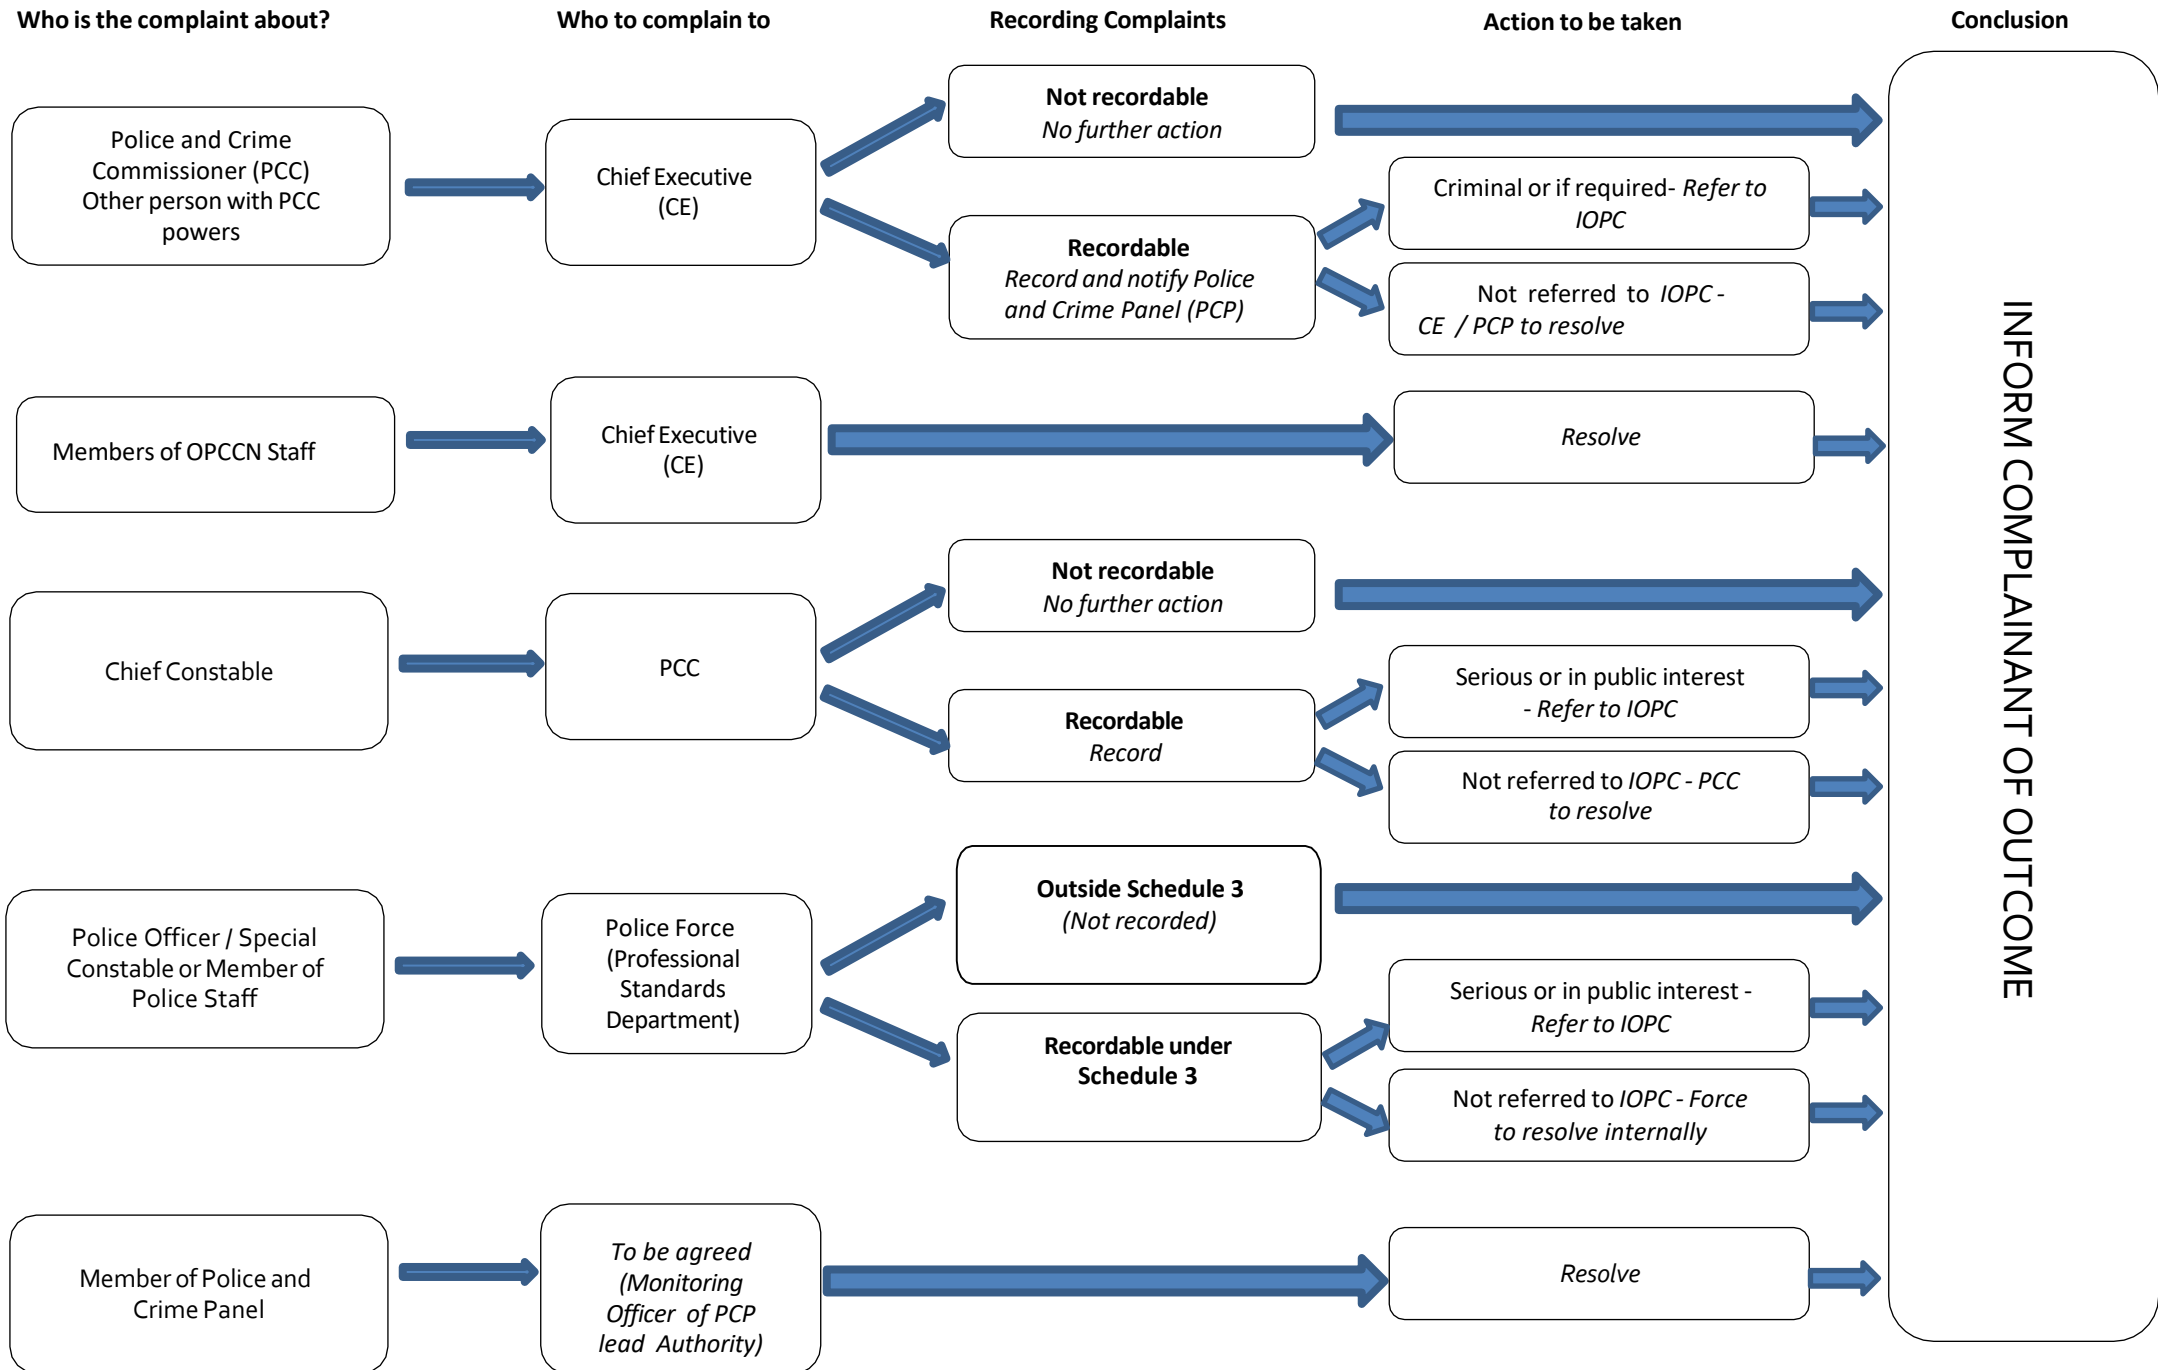 Who is the complaint about?
Who to complain to
Recording Complaints
Action to be taken
Conclusion
Police and Crime
Commissioner (PCC)
Other person with PCC
powers
Chief Executive
(CE)
Not recordable
No further action
Recordable
Record and notify Police
and Crime Panel (PCP)
Criminal or if required- Refer to
IOPC
Not referred to IOPC -
CE / PCP to resolve
Members of OPCCN Staff
Chief Executive
(CE)
Resolve
Chief Constable
PCC
Not recordable
No further action
Recordable
Record
Serious or in public interest
- Refer to IOPC
Not referred to IOPC - PCC
to resolve
Police Officer / Special
Constable or Member of
Police Staff
Police Force
(Professional
Standards
Department)
Outside Schedule 3
(Not recorded)
Recordable under
Schedule 3
Serious or in public interest -
Refer to IOPC
Not referred to IOPC - Force
to resolve internally
Member of Police and
Crime Panel
To be agreed
(Monitoring
Officer of PCP
lead Authority)
Resolve
INFORM COMPLAINANT OF OUTCOME